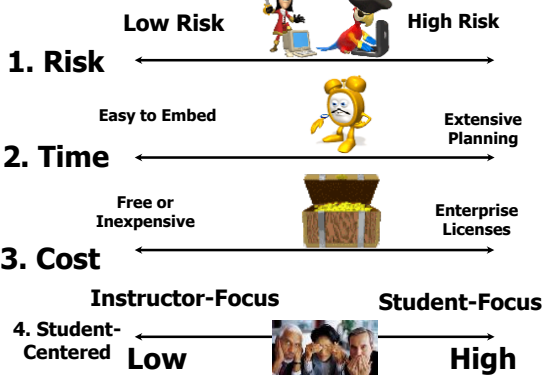 Low Risk
High Risk
1. Risk
Easy to Embed
Extensive
Planning
2. Time
Free or
Inexpensive
Enterprise
Licenses
3. Cost
Instructor-Focus
Student-Focus
4. Student-
Centered
Low
High